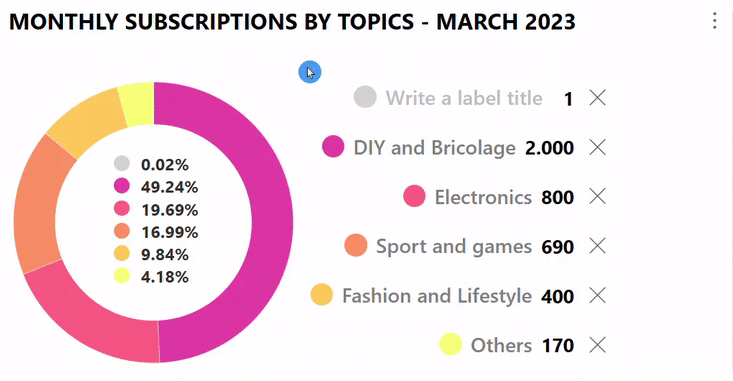 MONTHLY SUBSCRIPTIONS BY TOPICS - MARCH 2023
Write a label title 1
DIY and Bricolage 2.000
Electronics 800
Sport and games 690
Fashion and Lifestyle 400
Others 170
0.02%
49.24%
19.69%
16.99%
9.84%
4.18%